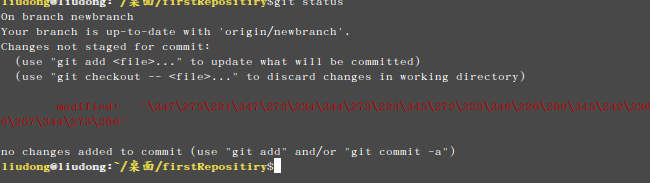 liudong@liudong:~/桌面/firstRepositiry$git status
On branch newbranch
Your branch is up-to-date with 'origin/newbranch'.
Changes not staged for commit:
(use "git add <file>..." to update what will be committed)
(use "git checkout -- <file>..." to discard changes in working directory)
modified:
no changes added to commit (use "git add" and/or "git commit -a")
liudong@liudong:~/桌面/firstRepositiry$